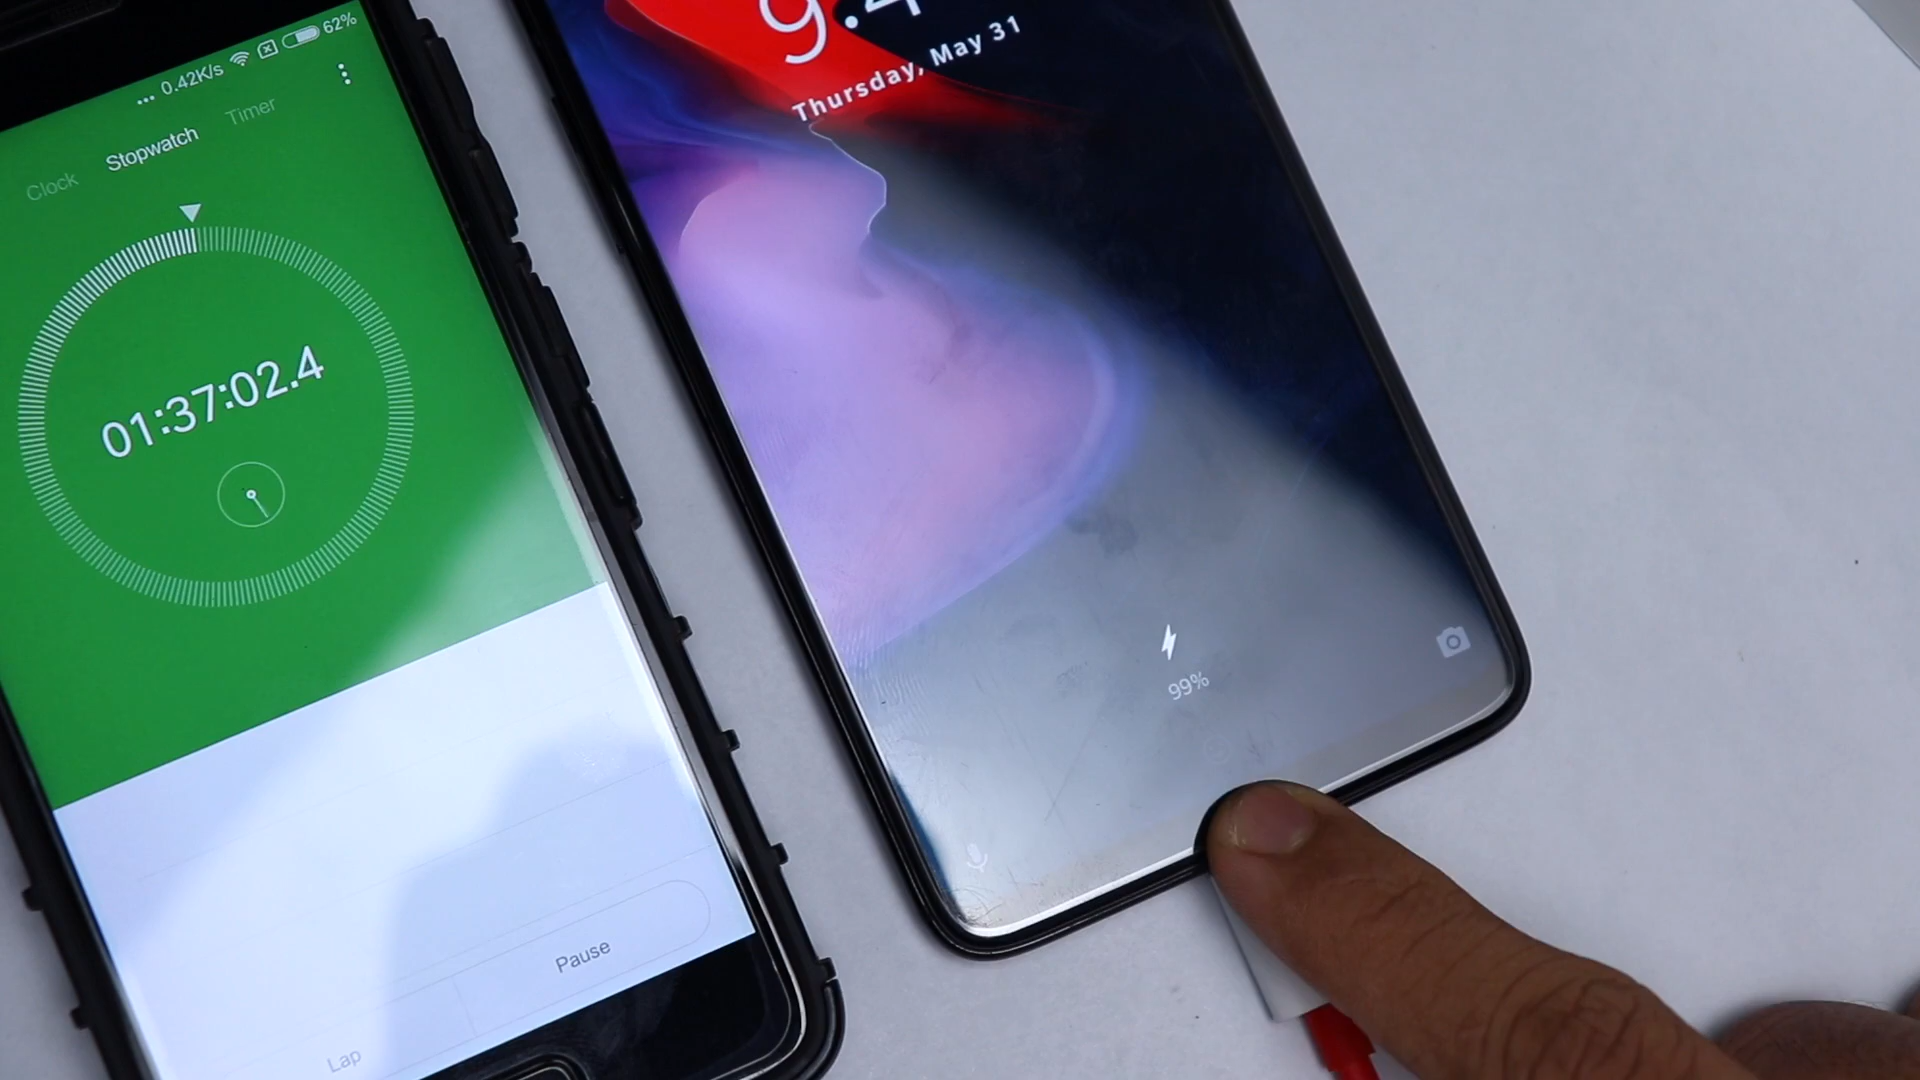 0.42K/s 62%
Clock Stopwatch Timer
01:37:02.4
Lap Pause
Thursday, May 31
99%